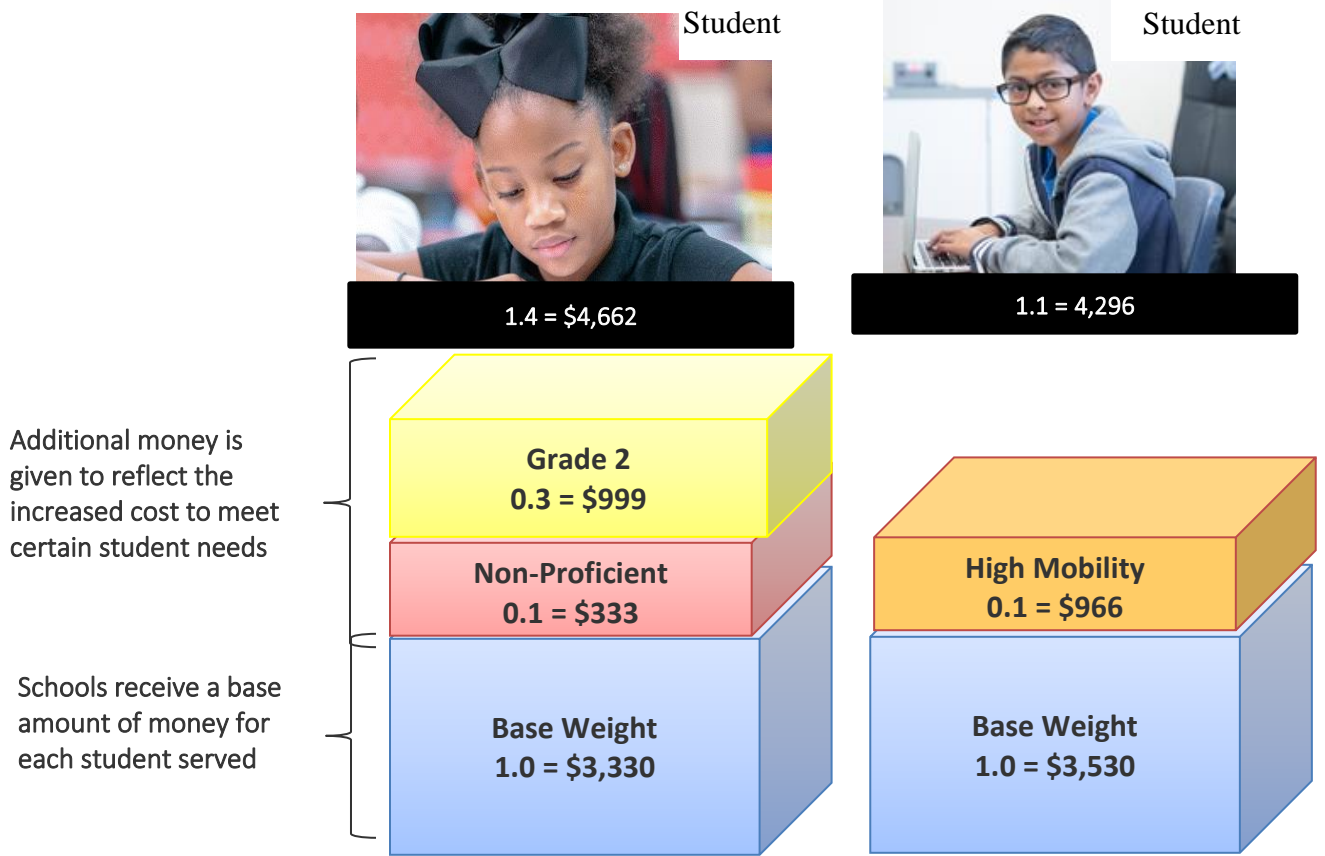 Student
Student
1.4 = $4,662
1.1 = 4,296
Additional money is
given to reflect the
increased cost to meet
certain student needs
Grade 2
0.3 = $999
Non-Proficient
0.1 = $333
High Mobility
0.1 = $966
Schools receive a base
amount of money for
each student served
Base Weight
1.0 = $3,330
Base Weight
1.0 = $3,530